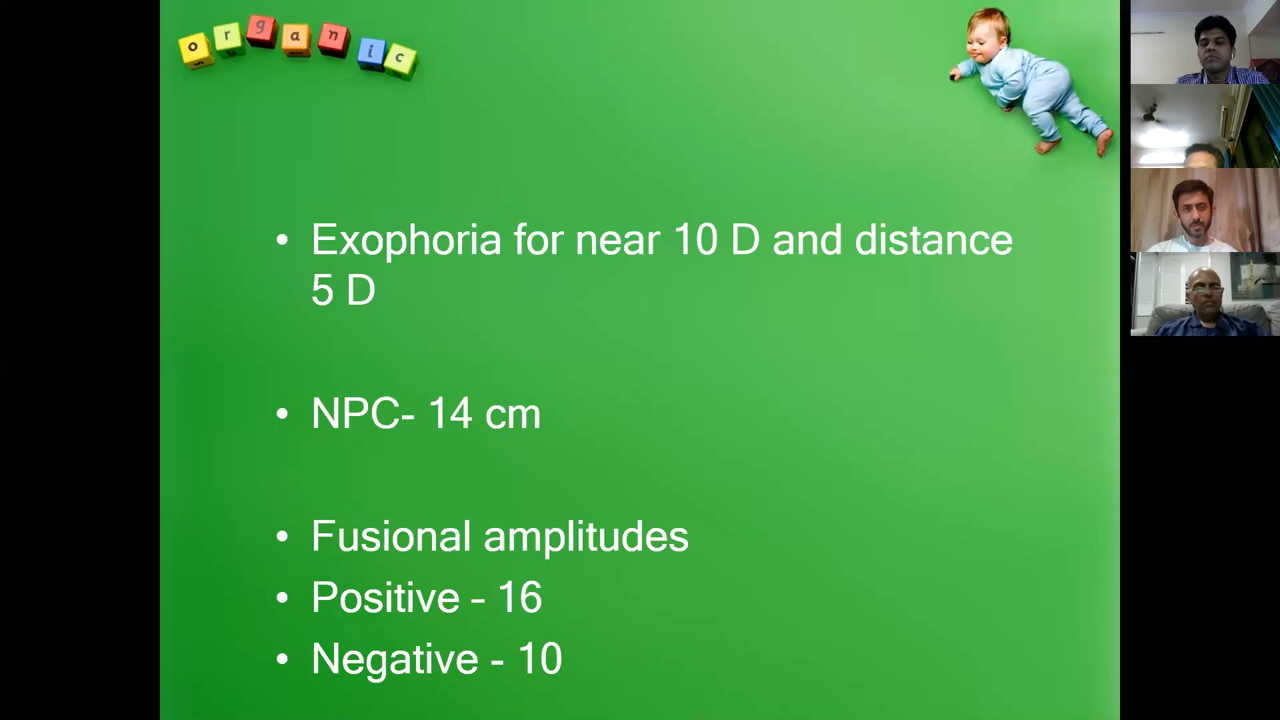 organic
• Exophoria for near 10 D and distance
5 D
• NPC- 14 cm
• Fusional amplitudes
• Positive – 16
• Negative - 10